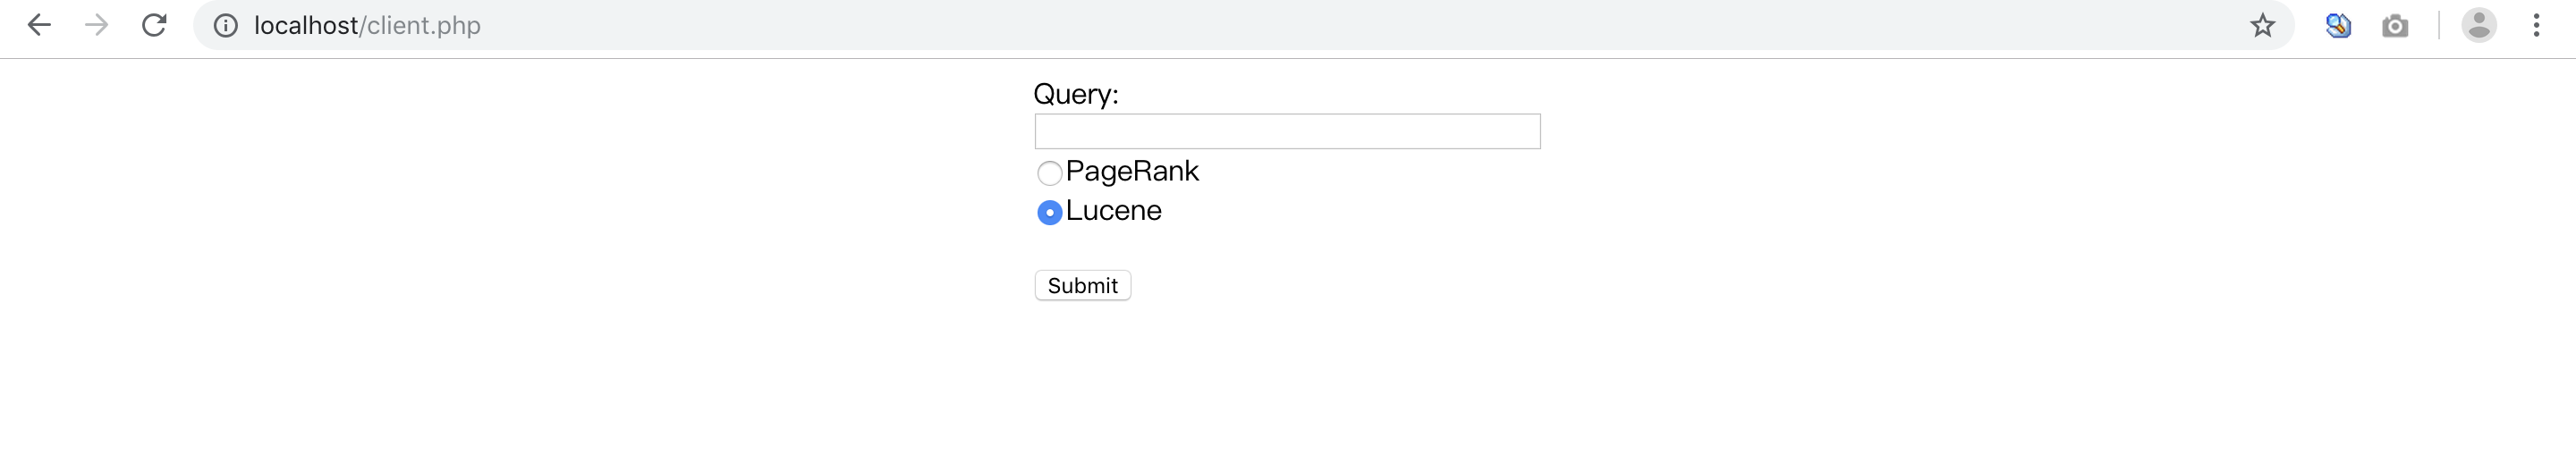 localhost/client.php
Query:
PageRank
Lucene
Submit